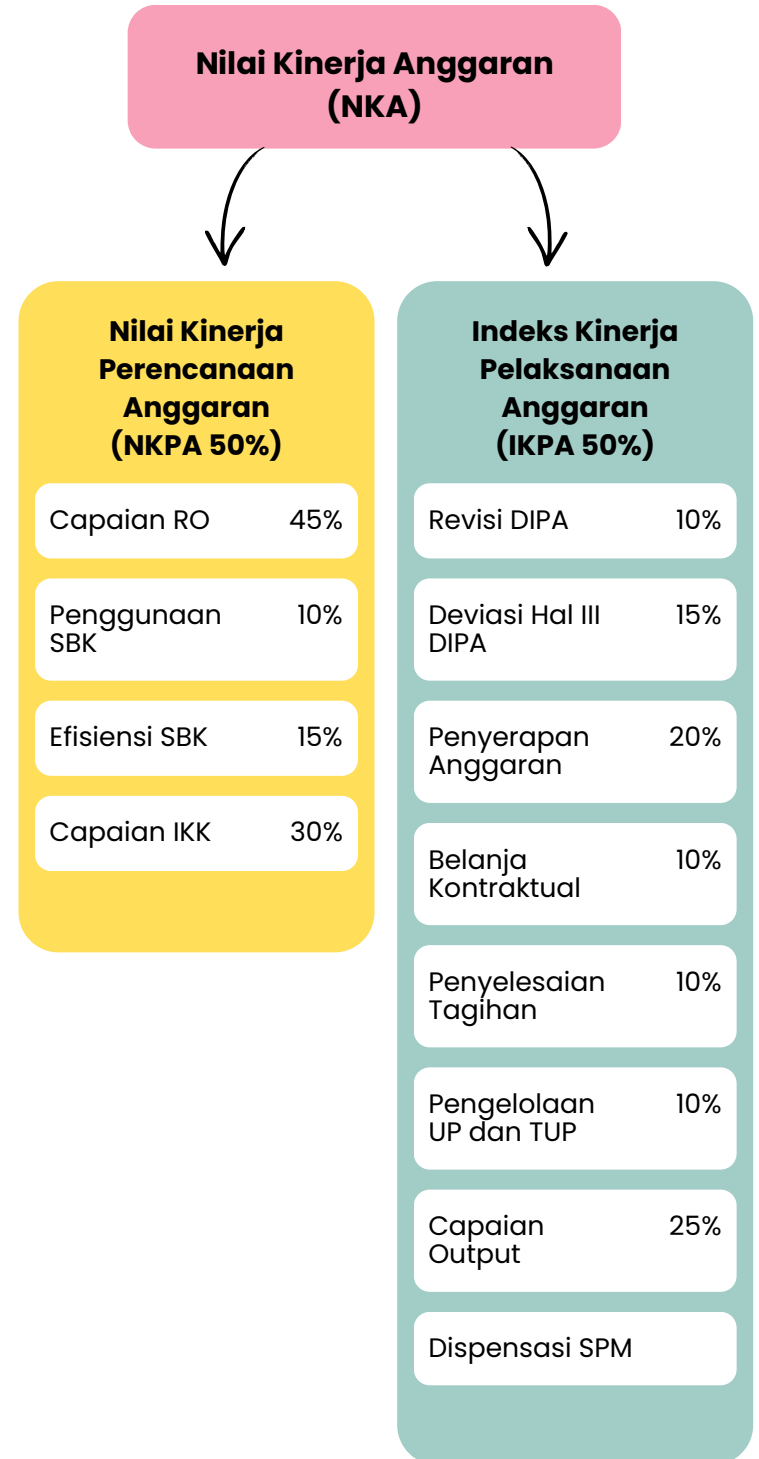 Nilai Kinerja Anggaran
(NKA)
Nilai Kinerja
Perencanaan
Anggaran
(NKPA 50%)
Capaian RO 45%
Penggunaan 10%
SBK
Efisiensi SBK 15%
Capaian IKK 30%
Indeks Kinerja
Pelaksanaan
Anggaran
(IKPA 50%)
Revisi DIPA 10%
Deviasi Hal III 15%
DIPA
Penyerapan 20%
Anggaran
Belanja 10%
Kontraktual
Penyelesaian 10%
Tagihan
Pengelolaan 10%
UP dan TUP
Capaian 25%
Output
Dispensasi SPM